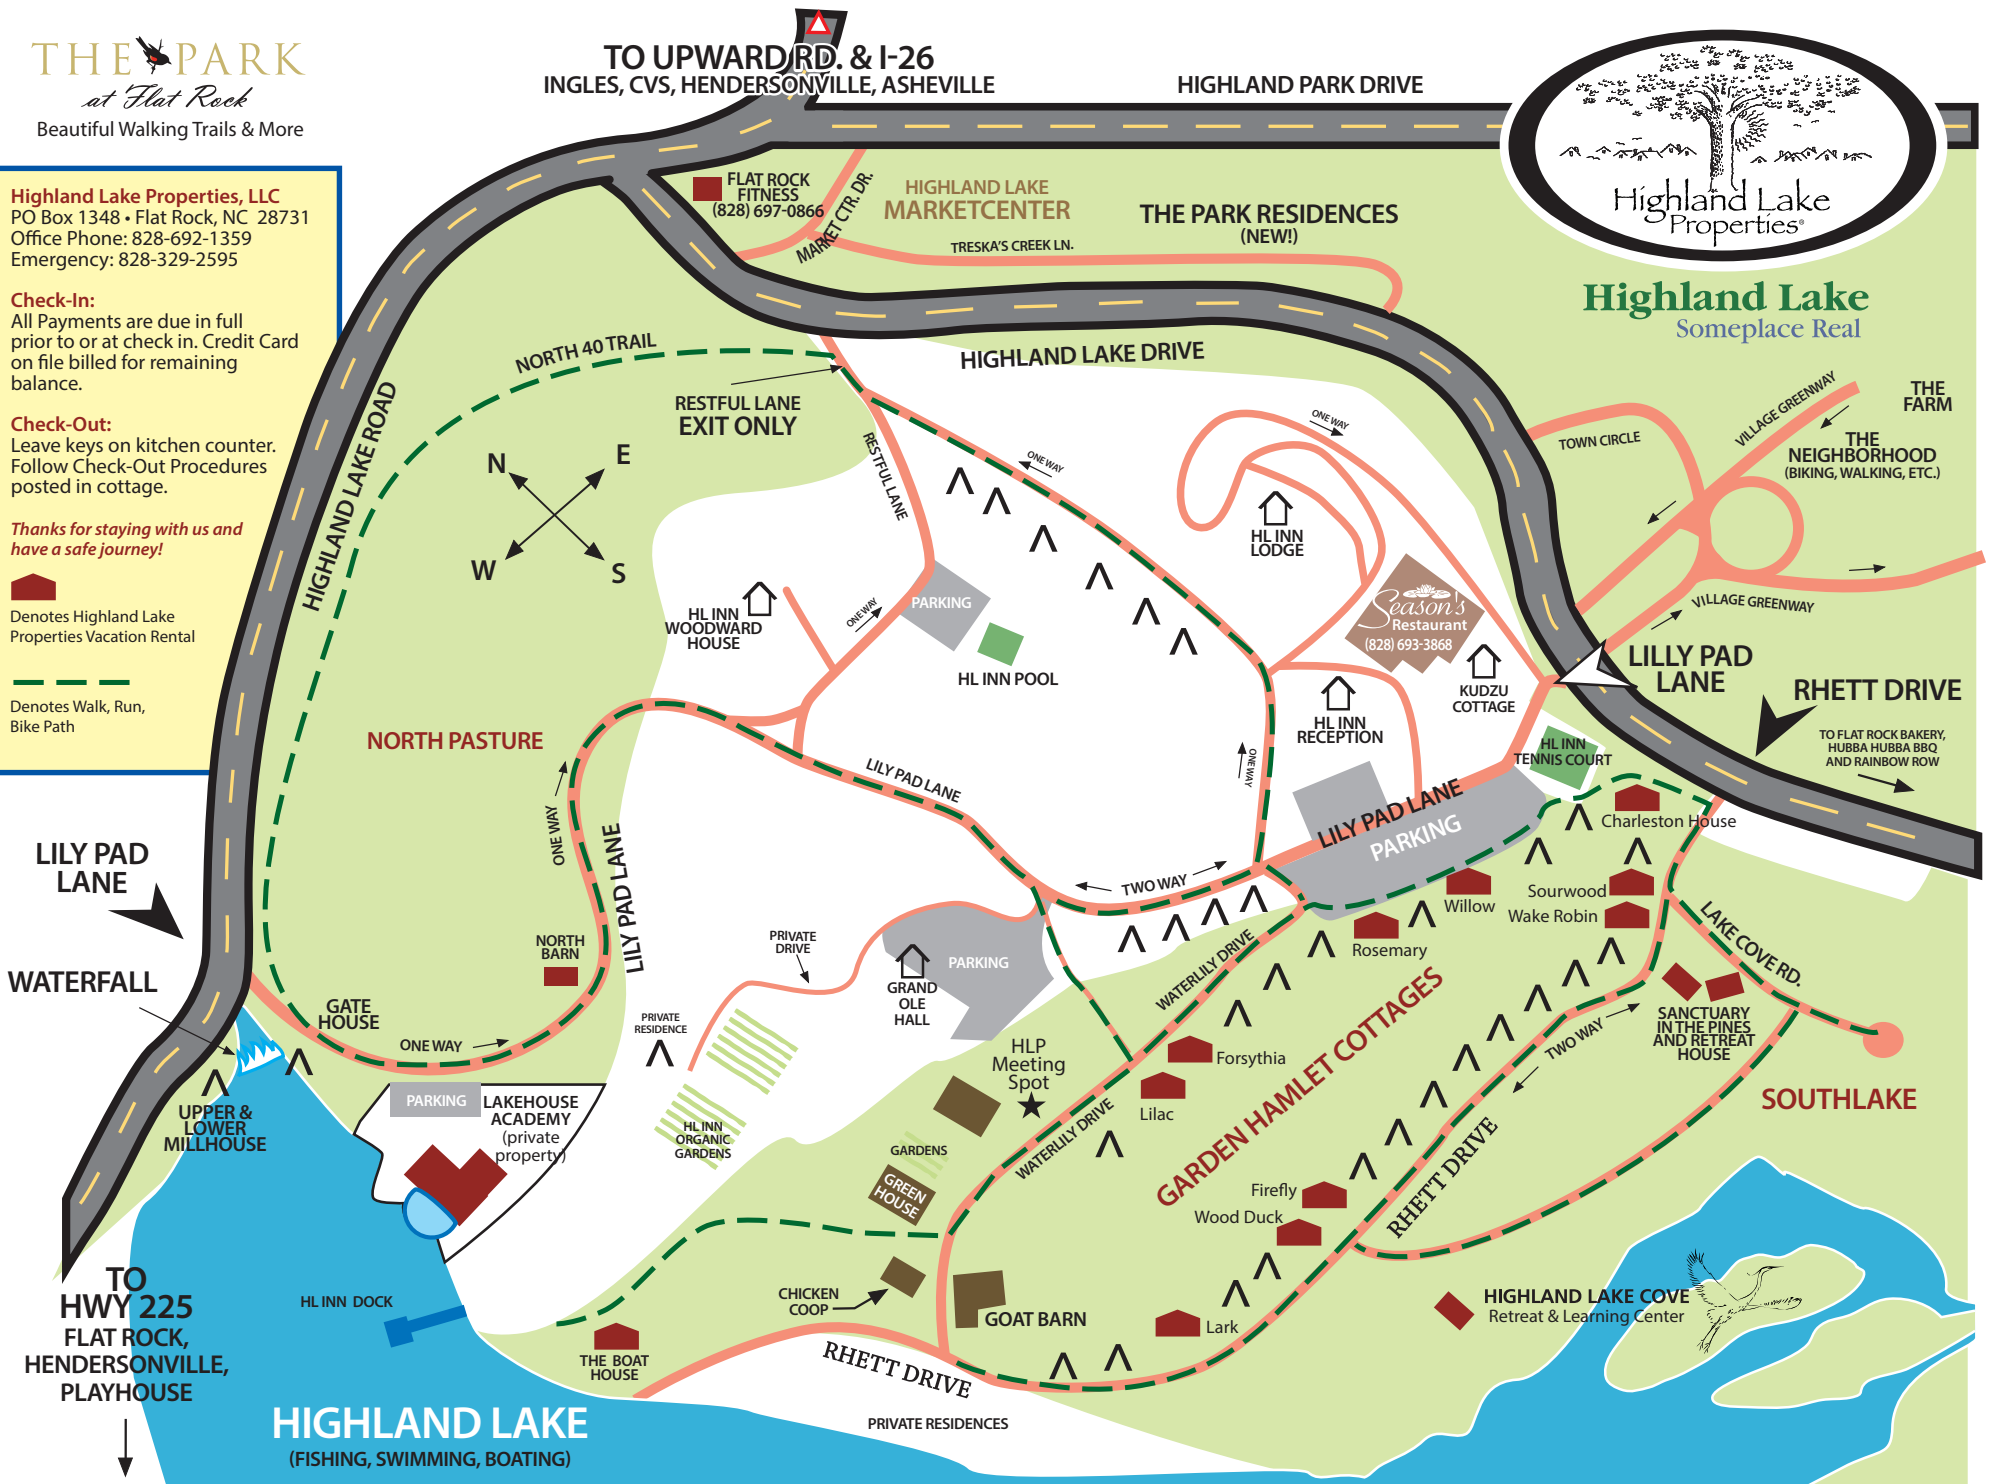 THE PARK
at Flat Rock
Beautiful Walking Trails & More
Highland Lake Properties, LLC
PO Box 1348 • Flat Rock, NC 28731
Office Phone: 828-692-1359
Emergency: 828-329-2595
Check-In:
All Payments are due in full
prior to or at check in. Credit Card
on file billed for remaining
balance.
Check-Out:
Leave keys on kitchen counter.
Follow Check-Out Procedures
posted in cottage.
Thanks for staying with us and
have a safe journey!
Denotes Highland Lake
Properties Vacation Rental
Denotes Walk, Run,
Bike Path
TO UPWARD RD. & I-26
INGLES, CVS, HENDERSONVILLE, ASHEVILLE
HIGHLAND PARK DRIVE
Highland Lake
Properties®
Highland Lake
Someplace Real
FLAT ROCK
FITNESS
(828) 697-0866
MARKET CTR. DR.
HIGHLAND LAKE
MARKETCENTER
THE PARK RESIDENCES
(NEW!)
TRESKA'S CREEK LN.
HIGHLAND LAKE DRIVE
NORTH 40 TRAIL
RESTFUL LANE
EXIT ONLY
HIGHLAND LAKE ROAD
N
E
W
S
RESTFUL LANE
ONE WAY
ONE WAY
HL INN
LODGE
TOWN CIRCLE
VILLAGE GREENWAY
THE
FARM
THE
NEIGHBORHOOD
(BIKING, WALKING, ETC.)
VILLAGE GREENWAY
Season's
Restaurant
(828) 693-3868
HL INN
WOODWARD
HOUSE
ONE WAY
PARKING
HL INN POOL
KUDZU
COTTAGE
HL INN
RECEPTION
LILLY PAD
LANE
RHETT DRIVE
TO FLAT ROCK BAKERY,
HUBBA HUBBA BBQ
AND RAINBOW ROW
HL INN
TENNIS COURT
NORTH PASTURE
LILY PAD LANE
ONE WAY
ONE WAY
LILY PAD LANE
LILY PAD LANE
PARKING
Charleston House
TWO WAY
Willow
Sourwood
Wake Robin
Rosemary
LAKE COVE RD.
LILY PAD
LANE
WATERFALL
NORTH
BARN
GATE
HOUSE
ONE WAY
PRIVATE
DRIVE
PARKING
GRAND
OLE
HALL
PRIVATE
RESIDENCE
WATERLILY DRIVE
GARDEN HAMLET COTTAGES
SANCTUARY
IN THE PINES
AND RETREAT
HOUSE
TWO WAY
Forsythia
HLP
Meeting
Spot
Lilac
SOUTHLAKE
UPPER &
LOWER
MILLHOUSE
PARKING
LAKEHOUSE
ACADEMY
(private
property)
HL INN
ORGANIC
GARDENS
GARDENS
GREEN
HOUSE
WATERLILY DRIVE
RHETT DRIVE
Firefly
Wood Duck
TO
HWY 225
FLAT ROCK,
HENDERSONVILLE,
PLAYHOUSE
HL INN DOCK
CHICKEN
COOP
GOAT BARN
Lark
HIGHLAND LAKE COVE
Retreat & Learning Center
THE BOAT
HOUSE
RHETT DRIVE
PRIVATE RESIDENCES
HIGHLAND LAKE
(FISHING, SWIMMING, BOATING)